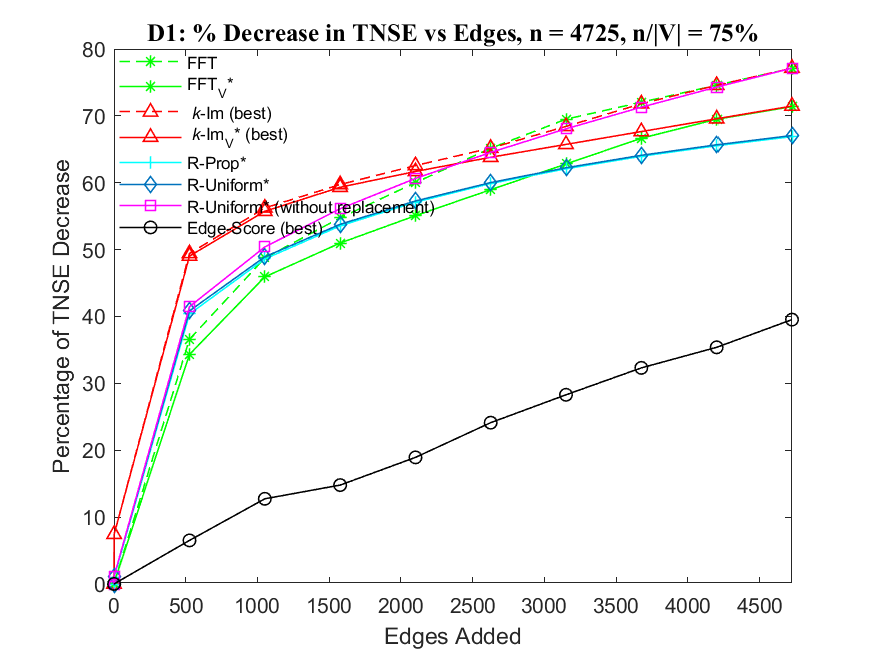 D1: % Decrease in TNSE vs Edges, n = 4725, n/|V| = 75%
Percentage of TNSE Decrease
80
70
60
50
40
30
20
10
0
FFT
FFT_V*
k-Im (best)
k-Im_V* (best)
R-Prop*
R-Uniform*
R-Uniform* (without replacement)
Edge-Score (best)
0 500 1000 1500 2000 2500 3000 3500 4000 4500
Edges Added